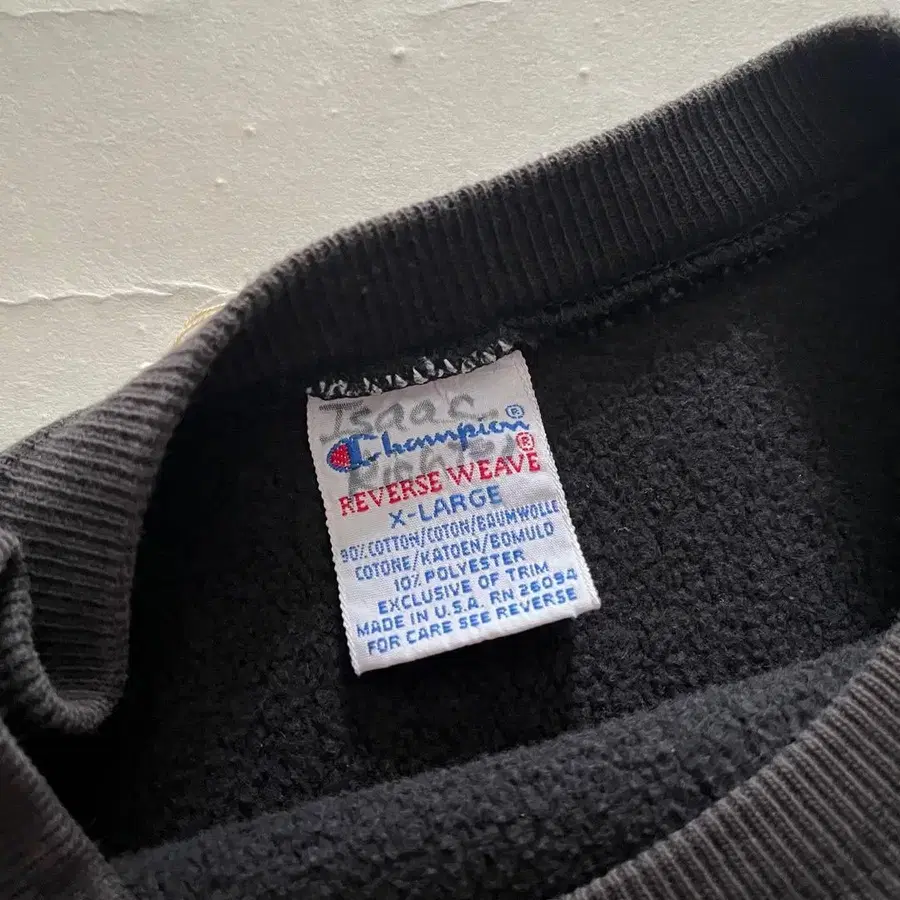 Isaac
Champion®
REVERSE WEAVE®
X-LARGE
90% COTTON/COTON/BAUMWOLLE
COTONE/KATOEN/BOMULD
10% POLYESTER
EXCLUSIVE OF TRIM
MADE IN U.S.A. RN 26094
FOR CARE SEE REVERSE